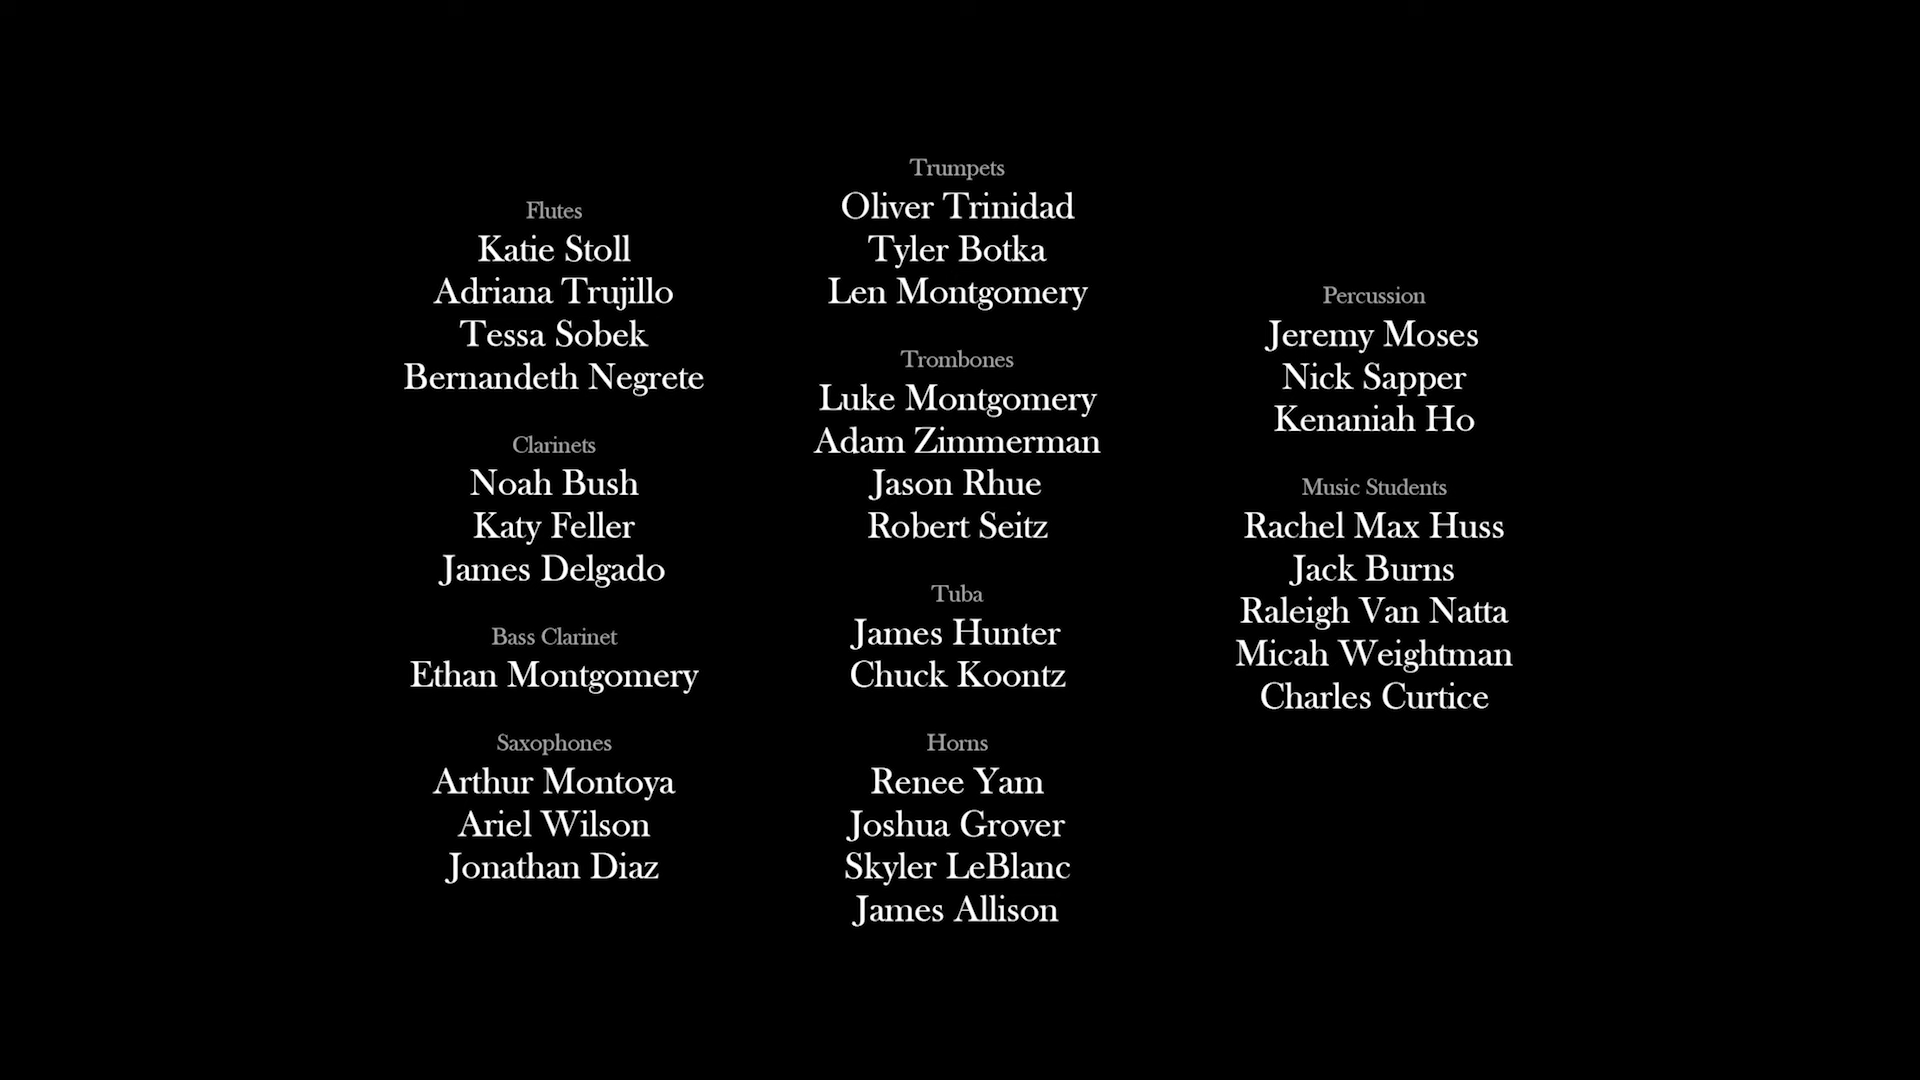 Flutes
Katie Stoll
Adriana Trujillo
Tessa Sobek
Bernandeth Negrete
Clarinets
Noah Bush
Katy Feller
James Delgado
Bass Clarinet
Ethan Montgomery
Saxophones
Arthur Montoya
Ariel Wilson
Jonathan Diaz
Trumpets
Oliver Trinidad
Tyler Botka
Len Montgomery
Trombones
Luke Montgomery
Adam Zimmerman
Jason Rhue
Robert Seitz
Tuba
James Hunter
Chuck Koontz
Horns
Renee Yam
Joshua Grover
Skyler LeBlanc
James Allison
Percussion
Jeremy Moses
Nick Sapper
Kenaniah Ho
Music Students
Rachel Max Huss
Jack Burns
Raleigh Van Natta
Micah Weightman
Charles Curtice